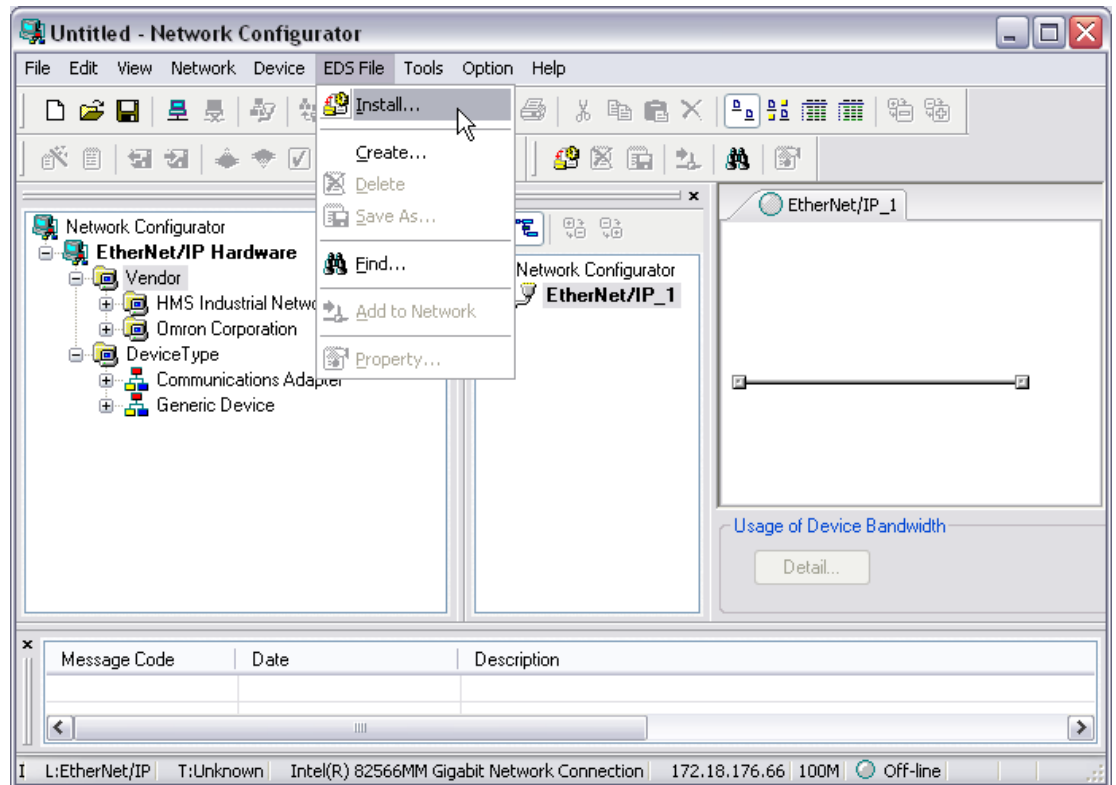 Untitled - Network Configurator
File Edit View Network Device EDS File Tools Option Help
Install...
Create...
Delete
Save As...
Find...
Add to Network
Property...
Network Configurator
EtherNet/IP Hardware
Vendor
HMS Industrial Netwo
Omron Corporation
DeviceType
Communications Adapter
Generic Device
Network Configurator
EtherNet/IP_1
EtherNet/IP_1
Usage of Device Bandwidth
Detail...
Message Code Date Description
I L:EtherNet/IP T:Unknown Intel(R) 82566MM Gigabit Network Connection 172.18.176.66 100M Off-line